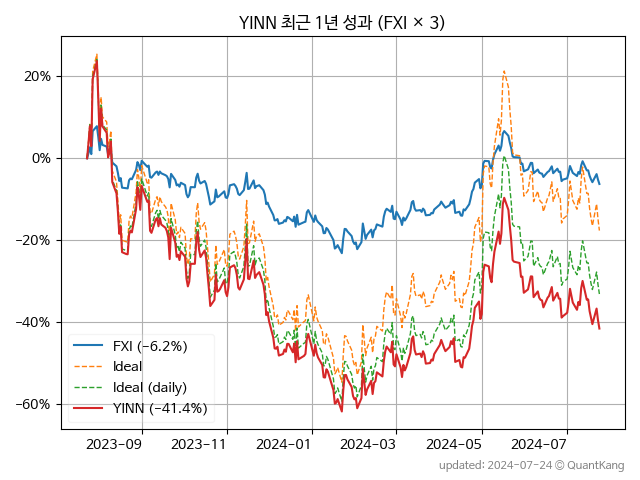 YINN 최근 1년 성과 (FXI × 3)
20%
0%
−20%
−40%
−60%
FXI (−6.2%)
Ideal
Ideal (daily)
YINN (−41.4%)
2023-09 2023-11 2024-01 2024-03 2024-05 2024-07
updated: 2024-07-24 @ QuantKang